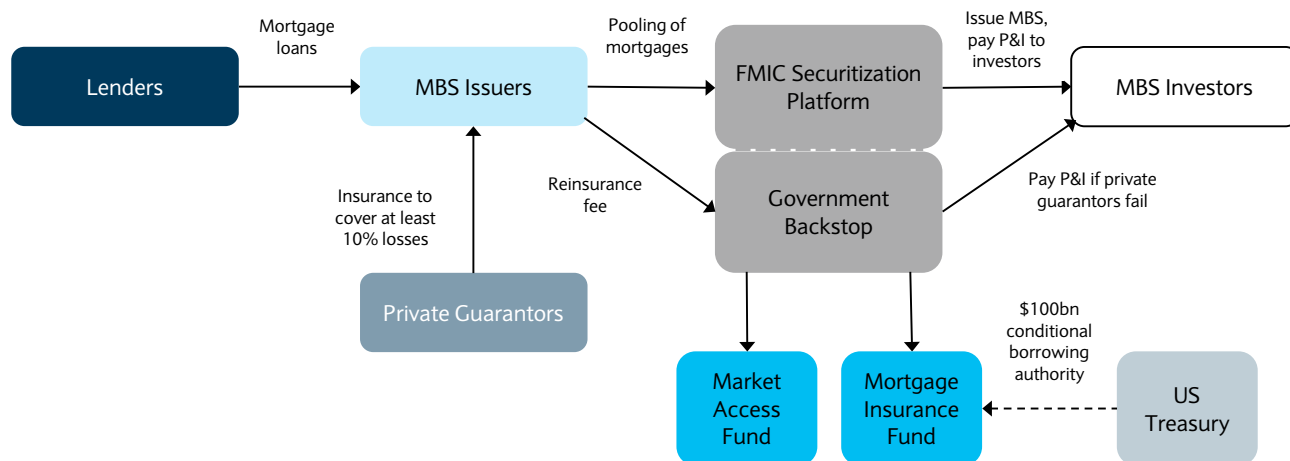 Mortgage
loans
Pooling of
mortgages
Issue MBS,
pay P&I to
investors
Lenders
MBS Issuers
FMIC Securitization
Platform
MBS Investors
Insurance to
cover at least
10% losses
Reinsurance
fee
Government
Backstop
Pay P&I if private
guarantors fail
Private Guarantors
$100bn
conditional
borrowing
authority
Market
Access
Fund
Mortgage
Insurance
Fund
US
Treasury